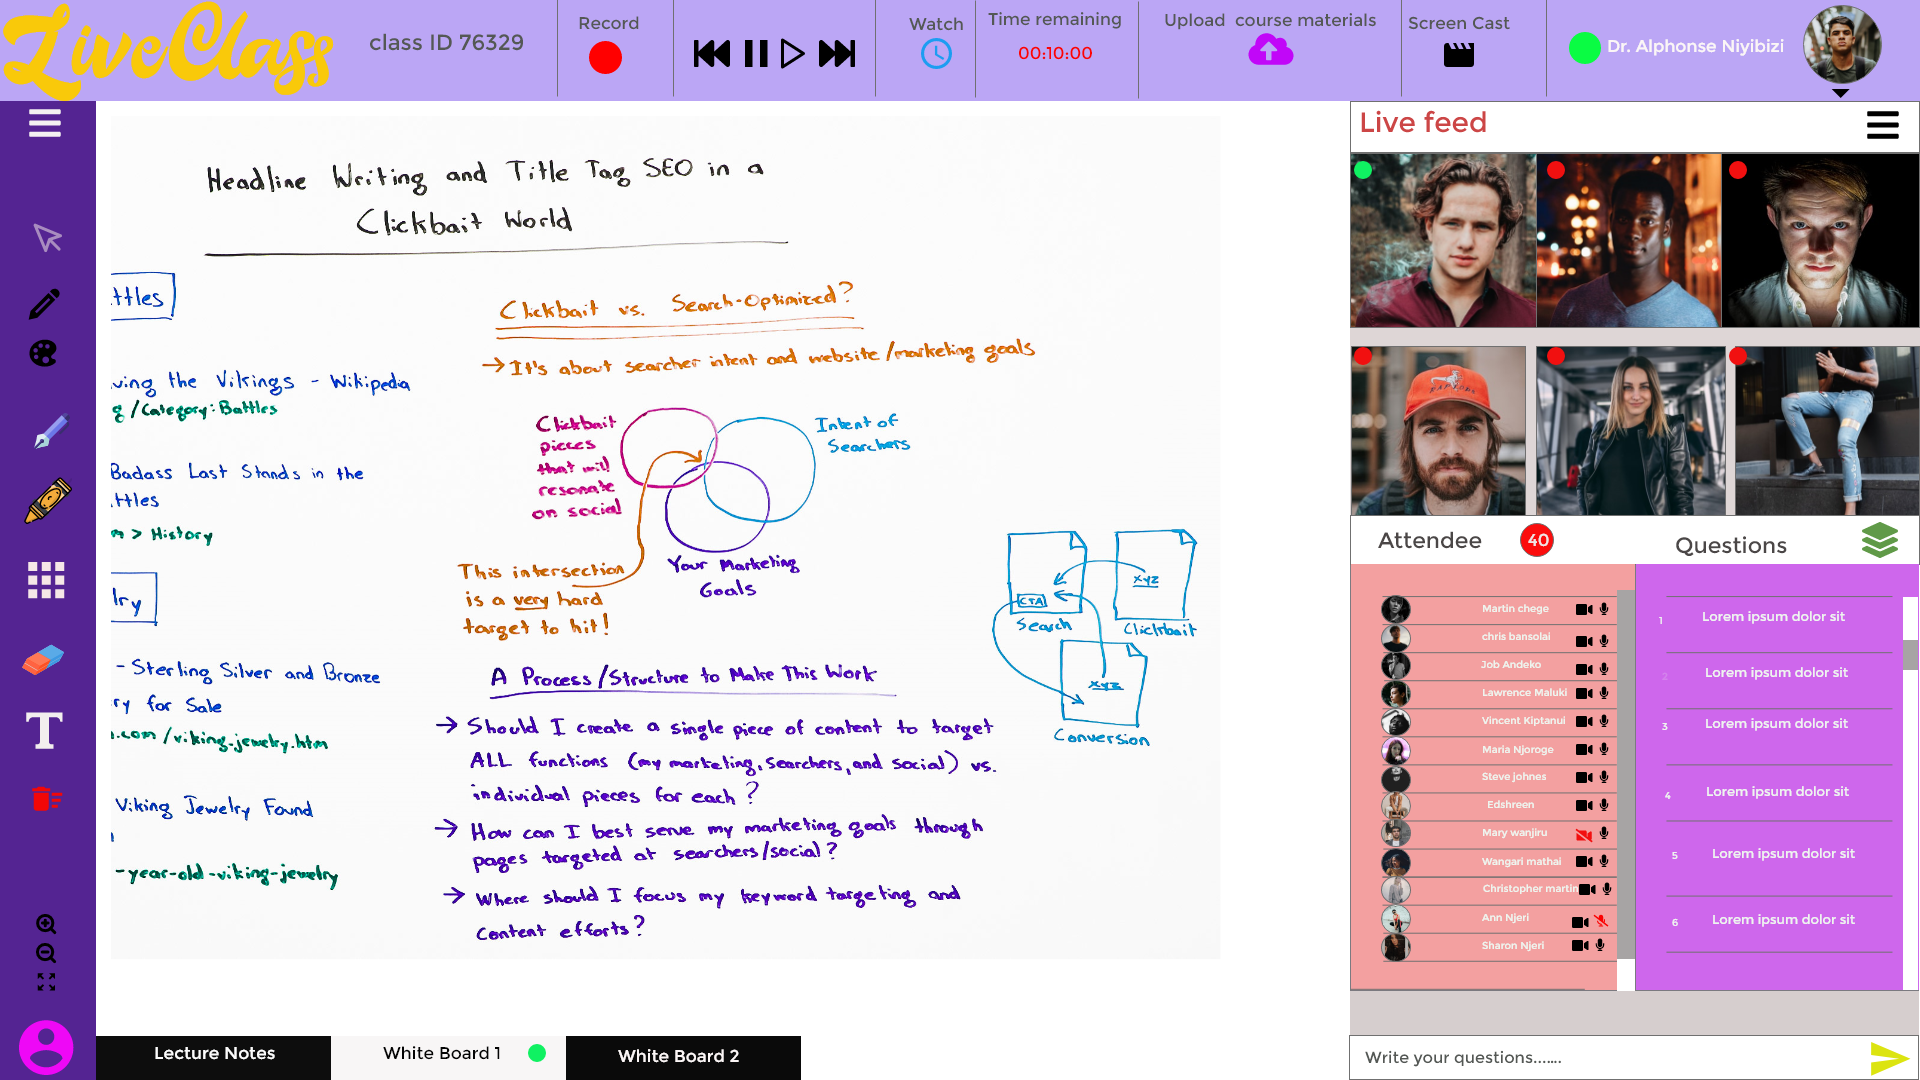 LiveClass
class ID 76329
Record
Watch
Time remaining
00:10:00
Upload course materials
Screen Cast
Dr. Alphonse Niyibizi
Headline Writing and Title Tag SEO in a
Clickbait World
ttles
ving the Vikings - Wikipedia
g /Category: Battles
Badass Last Stands in the
ttles
m > History
lry
- Sterling Silver and Bronze
ry for Sale
.com /viking-jewelry.htm
Viking Jewelry Found
-year-old-viking-jewelry
Clickbait vs. Search-Optimized?
→ It's about searcher intent and website/marketing goals
Clickbait
pieces
that will
resonate
on social
Intent of
Searchers
Your Marketing
Goals
This intersection
is a very hard
target to hit!
CTA
XYZ
Search
Clickbait
XYZ
Conversion
A Process/Structure to Make This Work
→ Should I create a single piece of content to target
ALL functions (my marketing, searchers, and social) vs.
individual pieces for each?
→ How can I best serve my marketing goals through
pages targeted at searchers/social?
→ Where should I focus my keyword targeting and
content efforts?
Lecture Notes
White Board 1
White Board 2
Live feed
Attendee
40
Martin chege
chris bansolai
Job Andeko
Lawrence Maluki
Vincent Kiptanui
Maria Njoroge
Steve johnes
Edshreen
Mary wanjiru
Wangari mathai
Christopher martin
Ann Njeri
Sharon Njeri
Questions
1 Lorem ipsum dolor sit
2 Lorem ipsum dolor sit
3 Lorem ipsum dolor sit
4 Lorem ipsum dolor sit
5 Lorem ipsum dolor sit
6 Lorem ipsum dolor sit
Write your questions.......